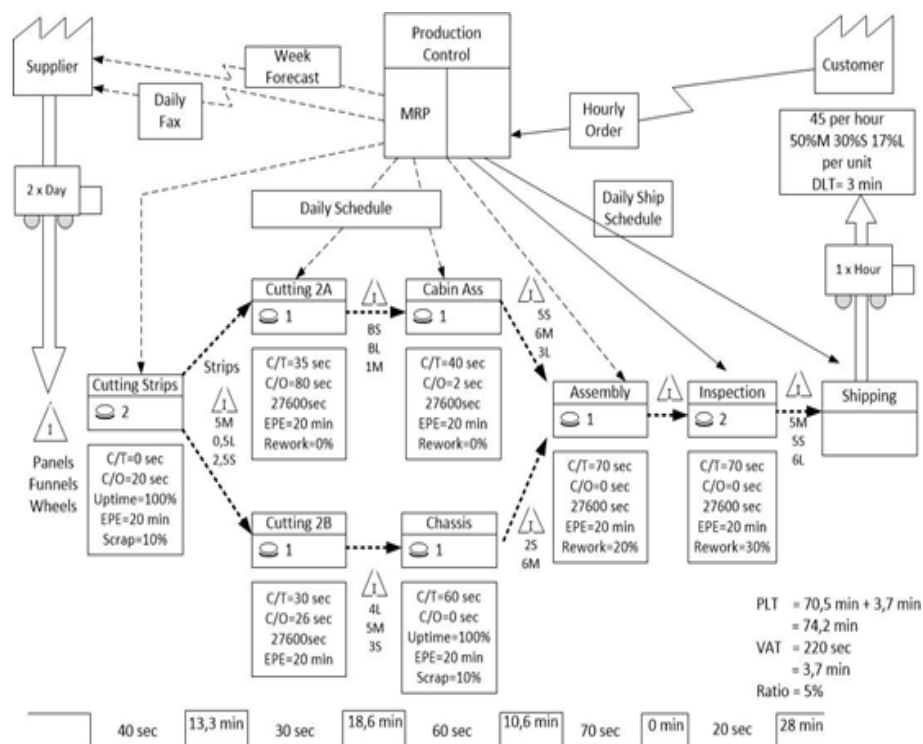 Supplier
Week
Forecast
Daily
Fax
Production
Control
MRP
Hourly
Order
Customer
45 per hour
50%M 30%S 17%L
per unit
DLT= 3 min
2 x Day
Daily Schedule
Daily Ship
Schedule
1 x Hour
Cutting 2A
1
I
BS
BL
1M
Cabin Ass
1
I
5S
6M
3L
C/T=35 sec
C/O=80 sec
27600sec
EPE=20 min
Rework=0%
C/T=40 sec
C/O=2 sec
27600sec
EPE=20 min
Rework=0%
Cutting Strips
2
Strips
I
5M
0,5L
2,5S
I
Panels
Funnels
Wheels
C/T=0 sec
C/O=20 sec
Uptime=100%
EPE=20 min
Scrap=10%
Assembly
1
I
Inspection
2
I
5M
5S
6L
Shipping
C/T=70 sec
C/O=0 sec
27600 sec
EPE=20 min
Rework=20%
C/T=70 sec
C/O=0 sec
27600 sec
EPE=20 min
Rework=30%
Cutting 2B
1
I
4L
5M
3S
Chassis
1
I
2S
6M
C/T=30 sec
C/O=26 sec
27600sec
EPE=20 min
C/T=60 sec
C/O=0 sec
Uptime=100%
EPE=20 min
Scrap=10%
PLT = 70,5 min + 3,7 min
= 74,2 min
VAT = 220 sec
= 3,7 min
Ratio = 5%
40 sec 13,3 min 30 sec 18,6 min 60 sec 10,6 min 70 sec 0 min 20 sec 28 min